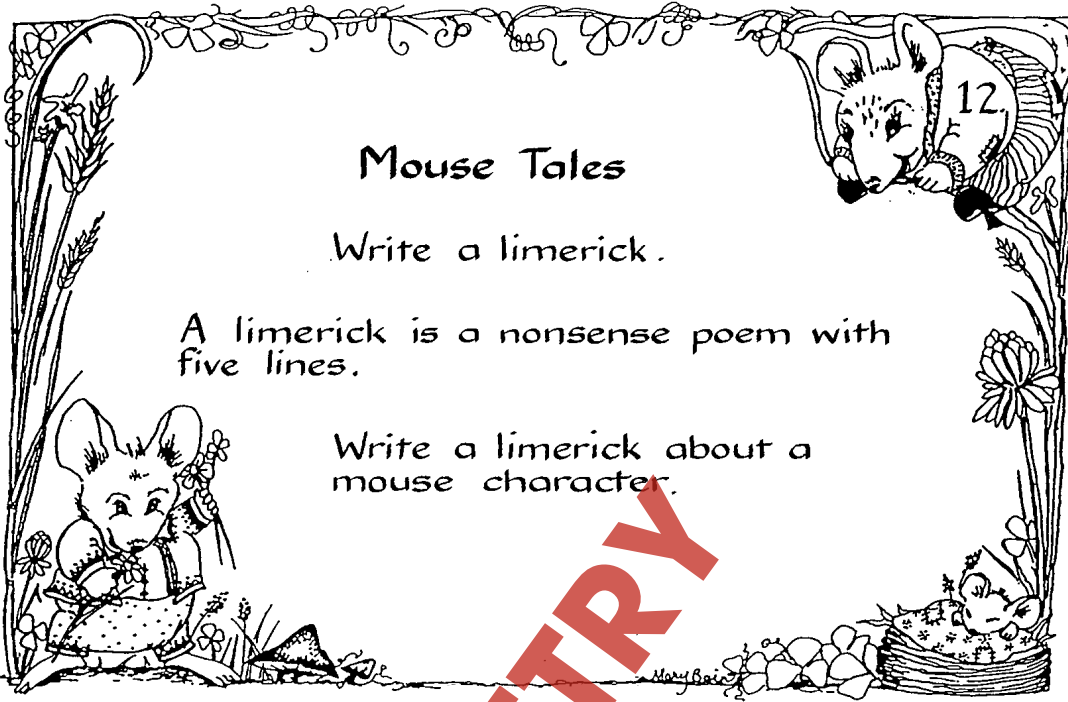 12.
Mouse Tales
Write a limerick.
A limerick is a nonsense poem with
five lines.
Write a limerick about a
mouse character.
TRY